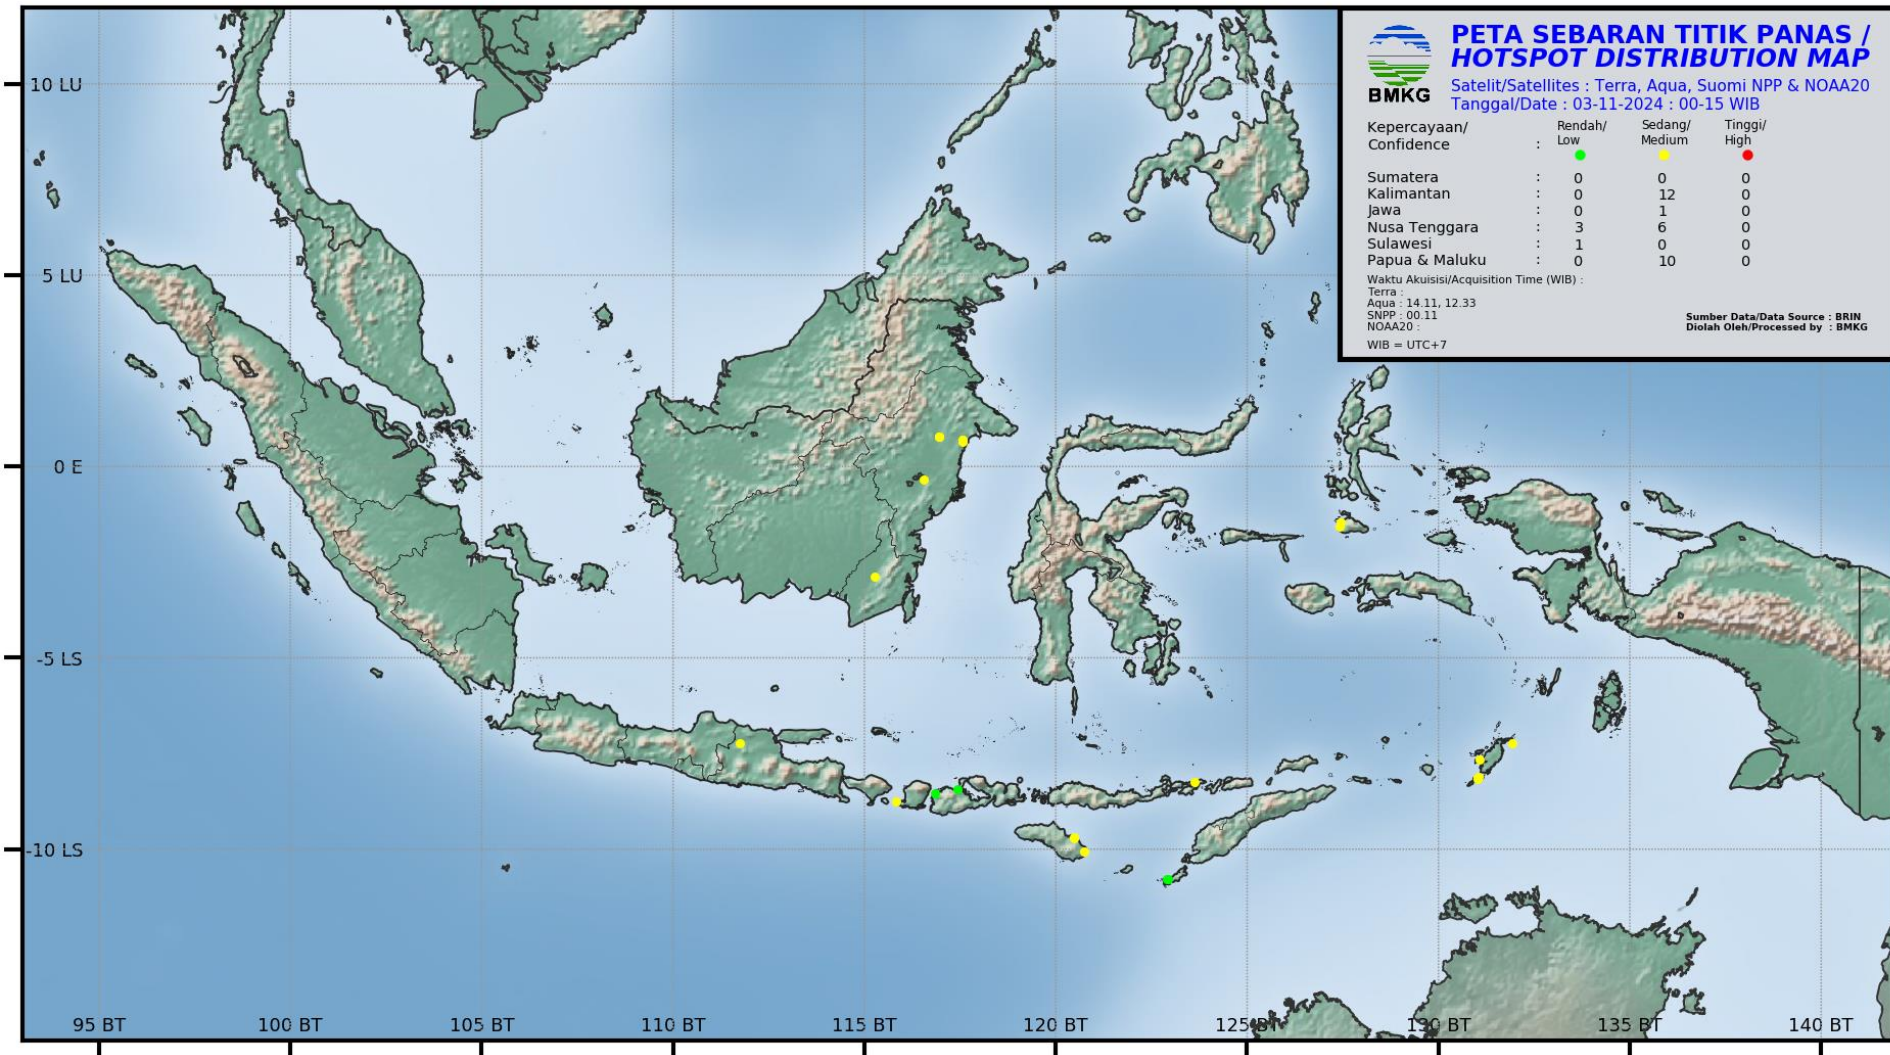 PETA SEBARAN TITIK PANAS /
HOTSPOT DISTRIBUTION MAP
BMKG
Satelit/Satellites : Terra, Aqua, Suomi NPP & NOAA20
Tanggal/Date : 03-11-2024 : 00-15 WIB
Kepercayaan/ Rendah/ Sedang/ Tinggi/
Confidence : Low Medium High
Sumatera : 0 0 0
Kalimantan : 0 12 0
Jawa : 0 1 0
Nusa Tenggara : 3 6 0
Sulawesi : 1 0 0
Papua & Maluku : 0 10 0
Waktu Akuisisi/Acquisition Time (WIB) :
Terra :
Aqua : 14.11, 12.33
SNPP : 00.11
NOAA20 :
WIB = UTC+7
Sumber Data/Data Source : BRIN
Diolah Oleh/Processed by : BMKG
10 LU
5 LU
0 E
-5 LS
-10 LS
95 BT 100 BT 105 BT 110 BT 115 BT 120 BT 125 BT 130 BT 135 BT 140 BT